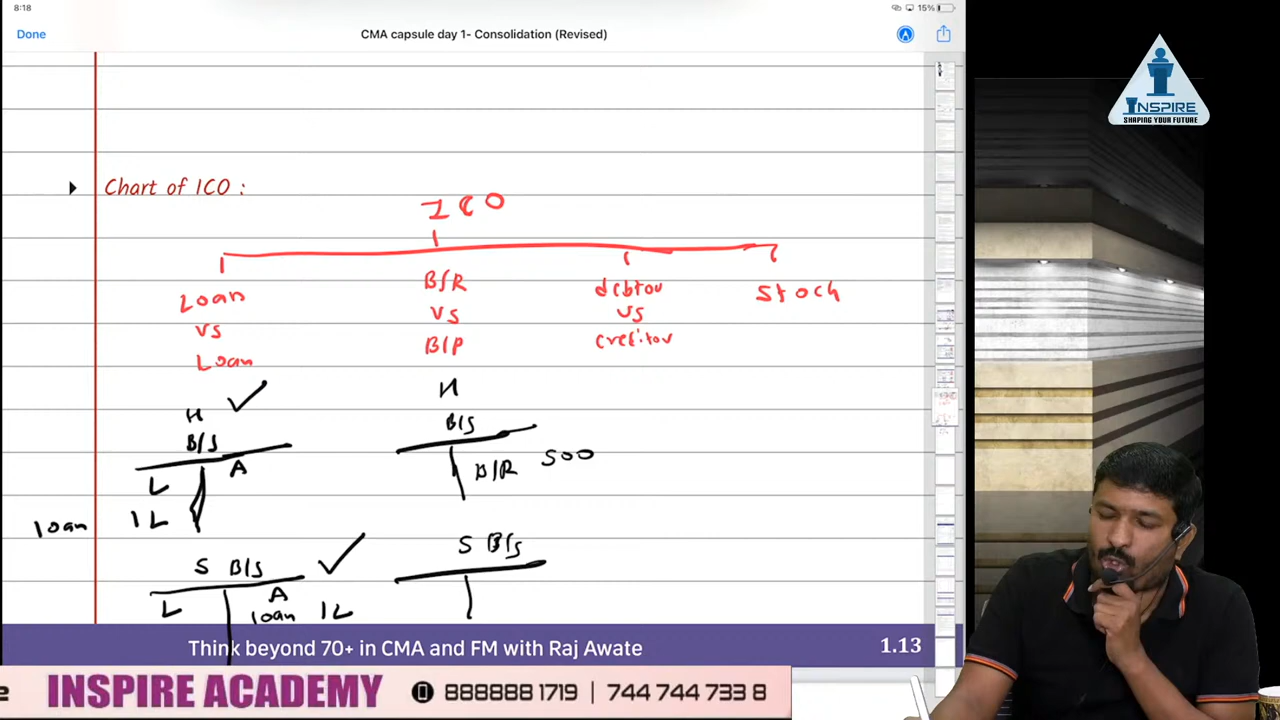 8:18
15%
Done
CMA capsule day 1- Consolidation (Revised)
INSPIRE
SHAPING YOUR FUTURE
Chart of ICO :
ICO
Loan
vs
Loan
B/R
vs
B/P
debtor
vs
creditor
Stock
H
B/S
L A
loan 1L
H
B/S
B/R 500
S B/S
L A
loan 1L
S B/S
Think beyond 70+ in CMA and FM with Raj Awate
1.13
e INSPIRE ACADEMY 888888 1719 | 744 744 733 8